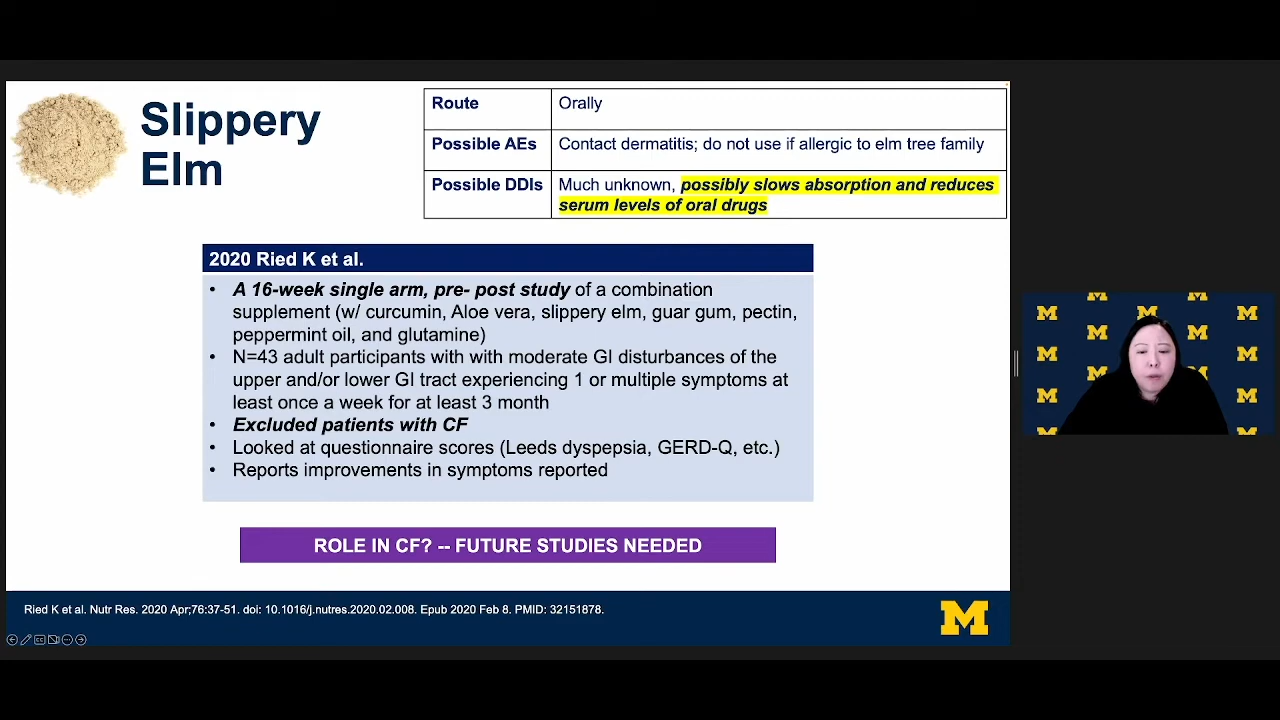 Slippery
Elm
Route Orally
Possible AEs Contact dermatitis; do not use if allergic to elm tree family
Possible DDIs Much unknown, possibly slows absorption and reduces
serum levels of oral drugs
2020 Ried K et al.
• A 16-week single arm, pre- post study of a combination
supplement (w/ curcumin, Aloe vera, slippery elm, guar gum, pectin,
peppermint oil, and glutamine)
• N=43 adult participants with with moderate GI disturbances of the
upper and/or lower GI tract experiencing 1 or multiple symptoms at
least once a week for at least 3 month
• Excluded patients with CF
• Looked at questionnaire scores (Leeds dyspepsia, GERD-Q, etc.)
• Reports improvements in symptoms reported
ROLE IN CF? -- FUTURE STUDIES NEEDED
Ried K et al. Nutr Res. 2020 Apr;76:37-51. doi: 10.1016/j.nutres.2020.02.008. Epub 2020 Feb 8. PMID: 32151878.
M